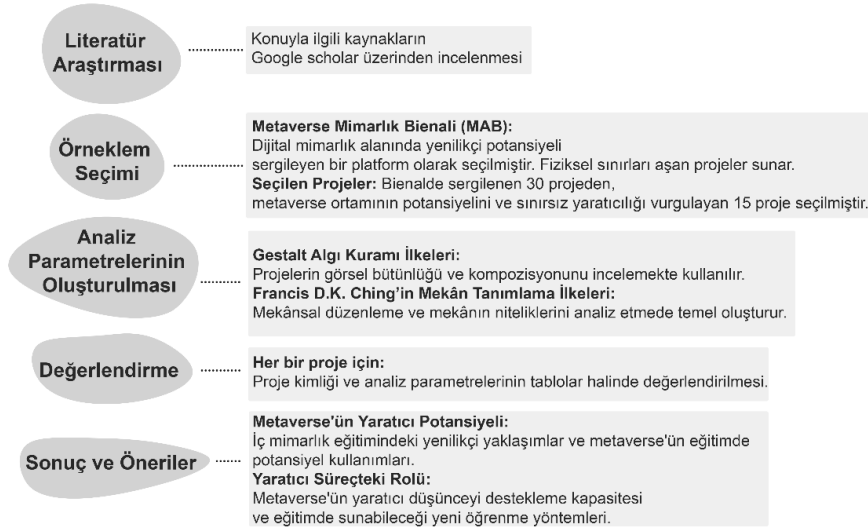 Literatür
Araştırması
Konuyla ilgili kaynakların
Google scholar üzerinden incelenmesi
Örneklem
Seçimi
Metaverse Mimarlık Bienali (MAB):
Dijital mimarlık alanında yenilikçi potansiyeli
sergileyen bir platform olarak seçilmiştir. Fiziksel sınırları aşan projeler sunar.
Seçilen Projeler: Bienalde sergilenen 30 projeden,
metaverse ortamının potansiyelini ve sınırsız yaratıcılığı vurgulayan 15 proje seçilmiştir.
Analiz
Parametrelerinin
Oluşturulması
Gestalt Algı Kuramı İlkeleri:
Projelerin görsel bütünlüğü ve kompozisyonunu incelemekte kullanılır.
Francis D.K. Ching'in Mekân Tanımlama İlkeleri:
Mekânsal düzenleme ve mekânın niteliklerini analiz etmede temel oluşturur.
Değerlendirme
Her bir proje için:
Proje kimliği ve analiz parametrelerinin tablolar halinde değerlendirilmesi.
Sonuç ve Öneriler
Metaverse'ün Yaratıcı Potansiyeli:
İç mimarlık eğitimindeki yenilikçi yaklaşımlar ve metaverse'ün eğitimde
potansiyel kullanımları.
Yaratıcı Süreçteki Rolü:
Metaverse'ün yaratıcı düşünceyi destekleme kapasitesi
ve eğitimde sunabileceği yeni öğrenme yöntemleri.